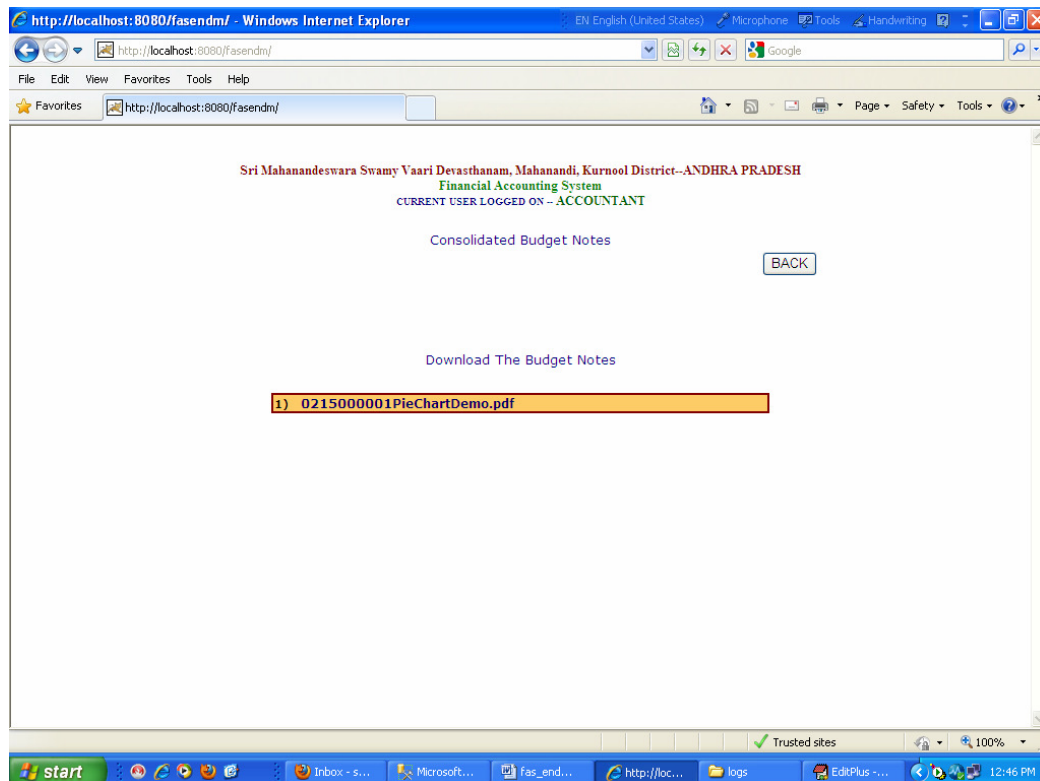 http://localhost:8080/fasendm/ - Windows Internet Explorer
EN English (United States) Microphone Tools Handwriting
http://localhost:8080/fasendm/
Google
File Edit View Favorites Tools Help
Favorites http://localhost:8080/fasendm/ Page Safety Tools
Sri Mahanandeswara Swamy Vaari Devasthanam, Mahanandi, Kurnool District--ANDHRA PRADESH
Financial Accounting System
CURRENT USER LOGGED ON -- ACCOUNTANT
Consolidated Budget Notes
BACK
Download The Budget Notes
1) 0215000001PieChartDemo.pdf
Trusted sites 100%
start Inbox - s... Microsoft... fas_end... http://loc... logs EditPlus -... 12:46 PM